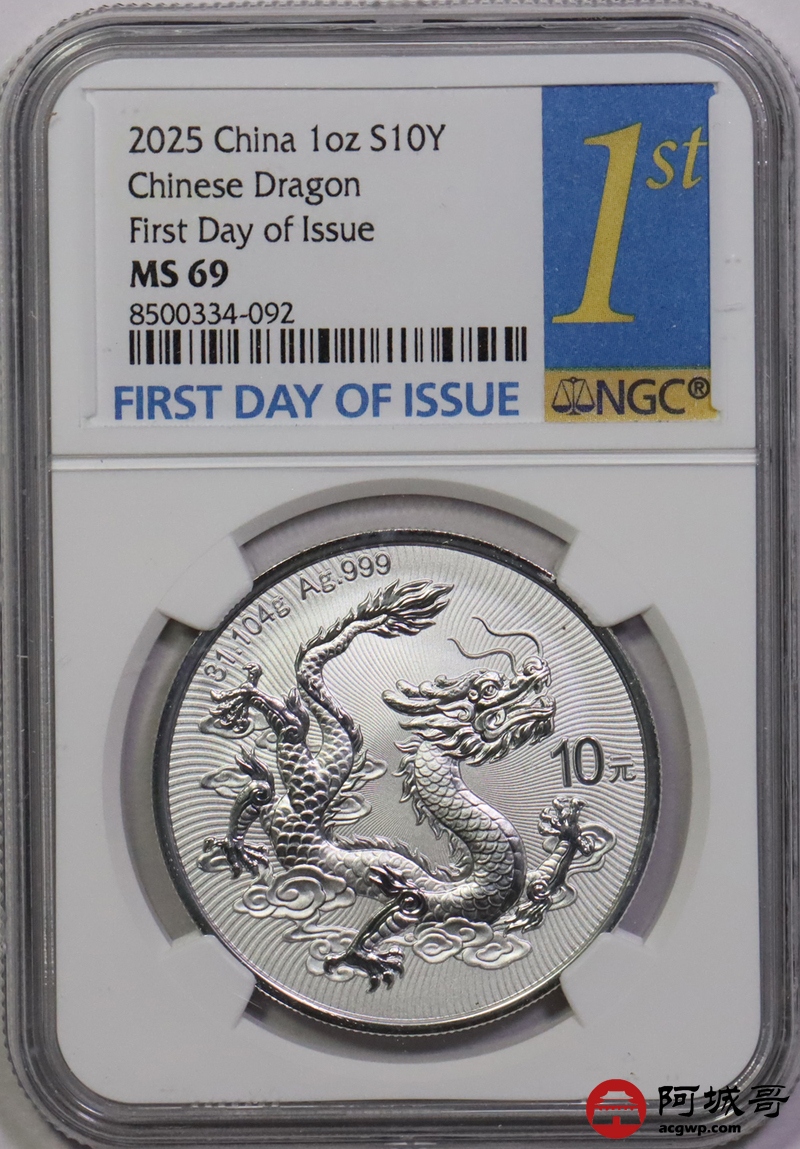 2025 China 1oz S10Y
Chinese Dragon
First Day of Issue
MS 69
8500334-092
FIRST DAY OF ISSUE
1st
NGC®
31.104g Ag.999
10元
阿城哥
acgwp.com